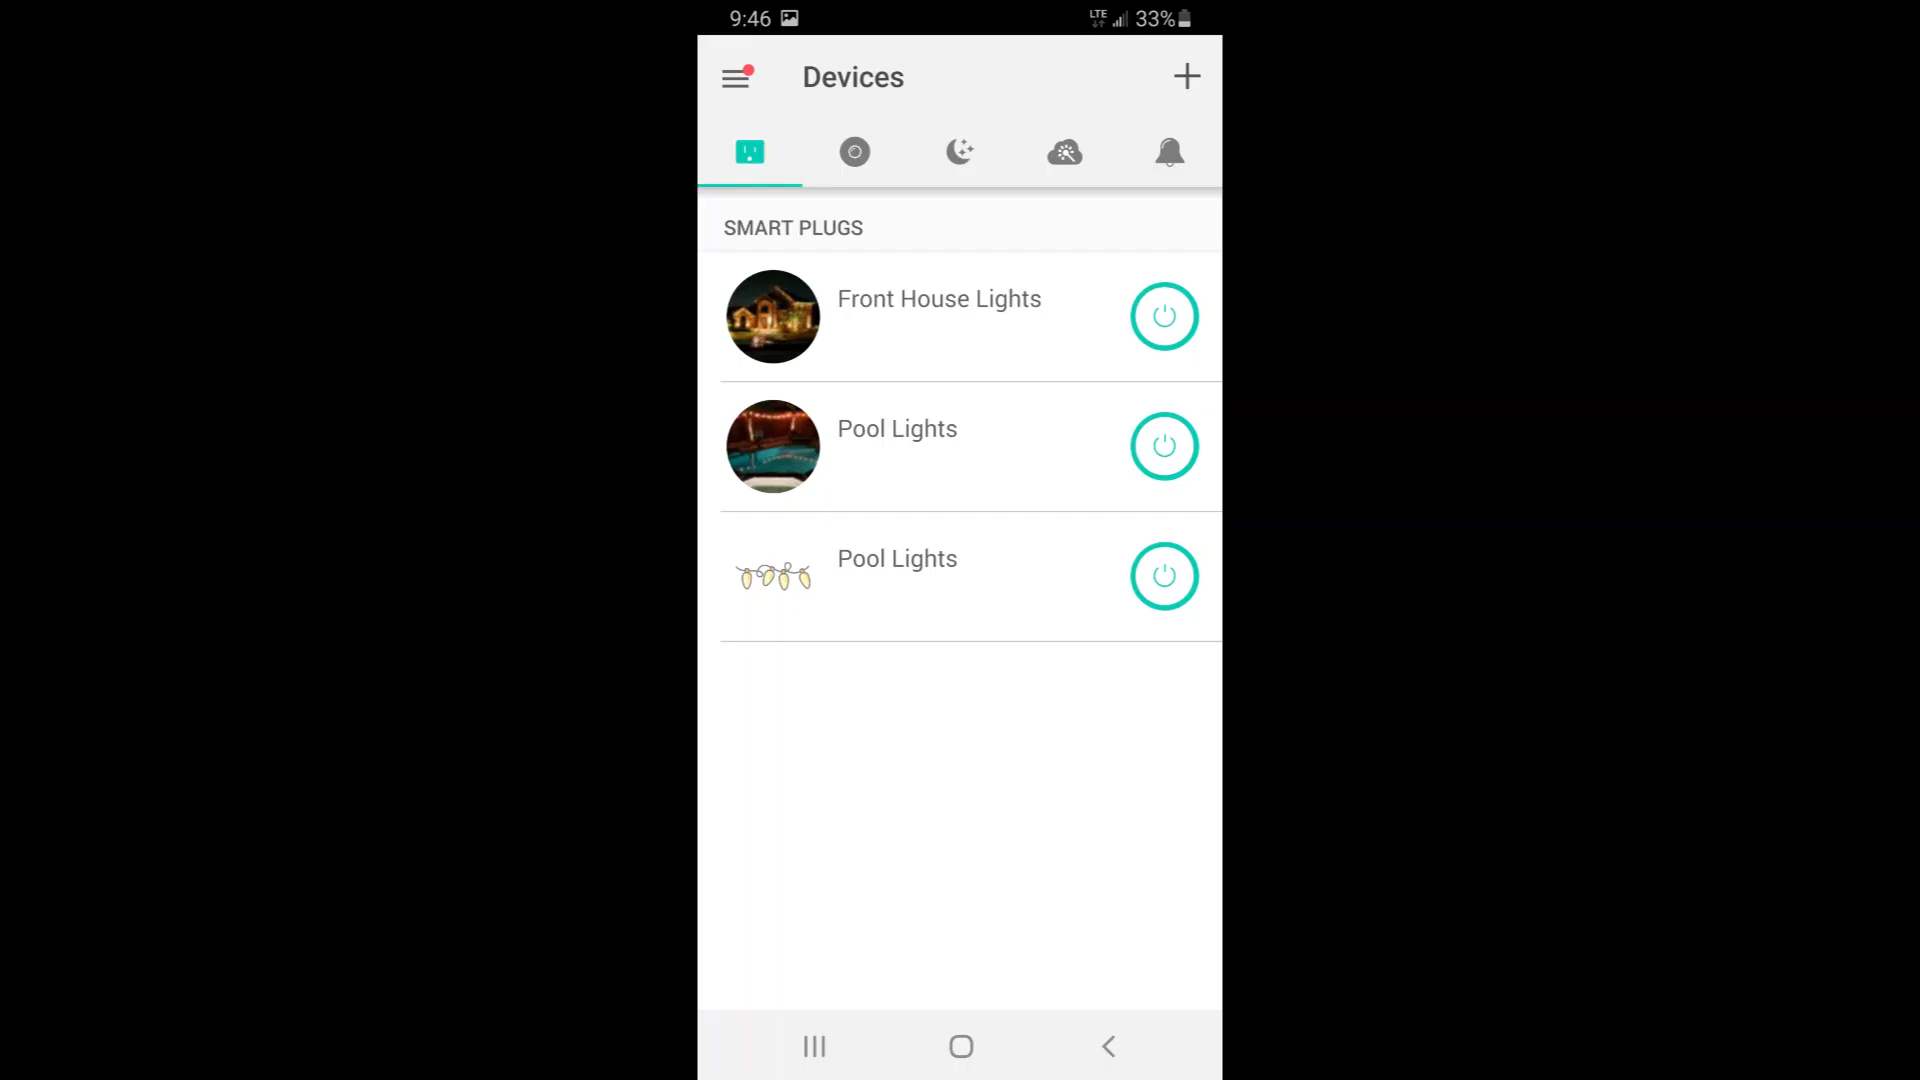 9:46 LTE 33%
Devices
SMART PLUGS
Front House Lights
Pool Lights
Pool Lights